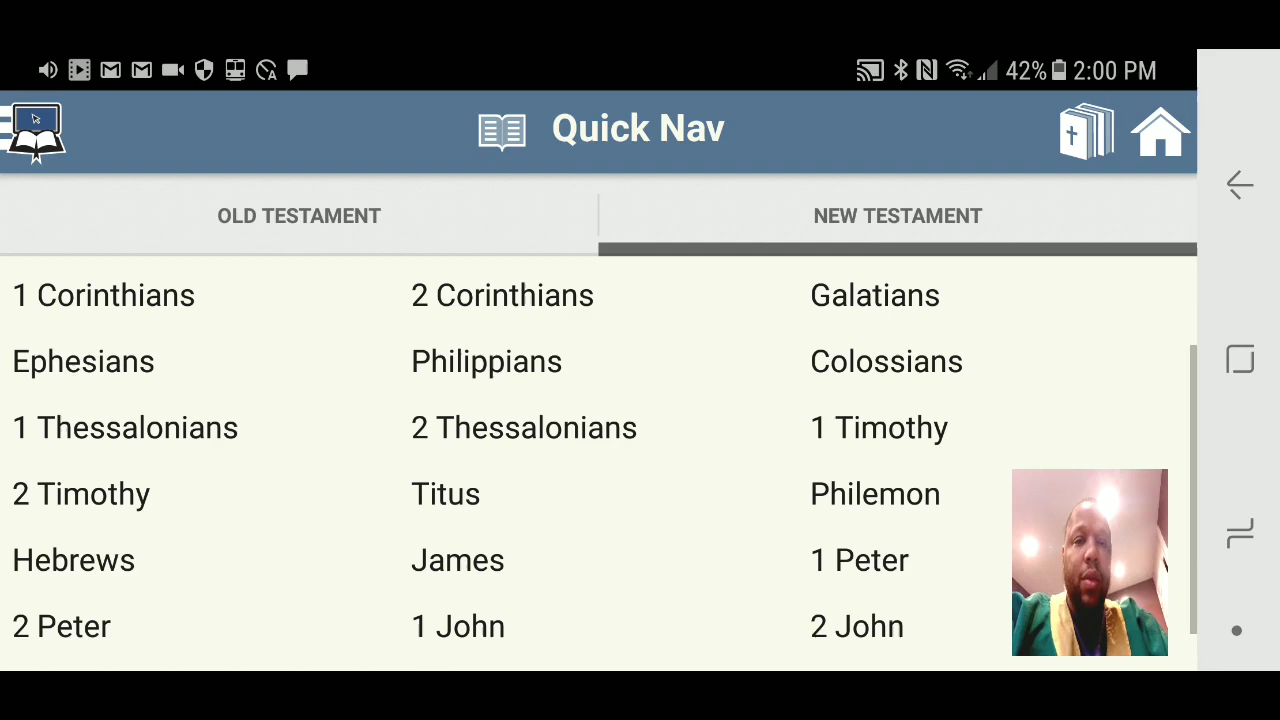 42% 2:00 PM
Quick Nav
OLD TESTAMENT NEW TESTAMENT
1 Corinthians 2 Corinthians Galatians
Ephesians Philippians Colossians
1 Thessalonians 2 Thessalonians 1 Timothy
2 Timothy Titus Philemon
Hebrews James 1 Peter
2 Peter 1 John 2 John